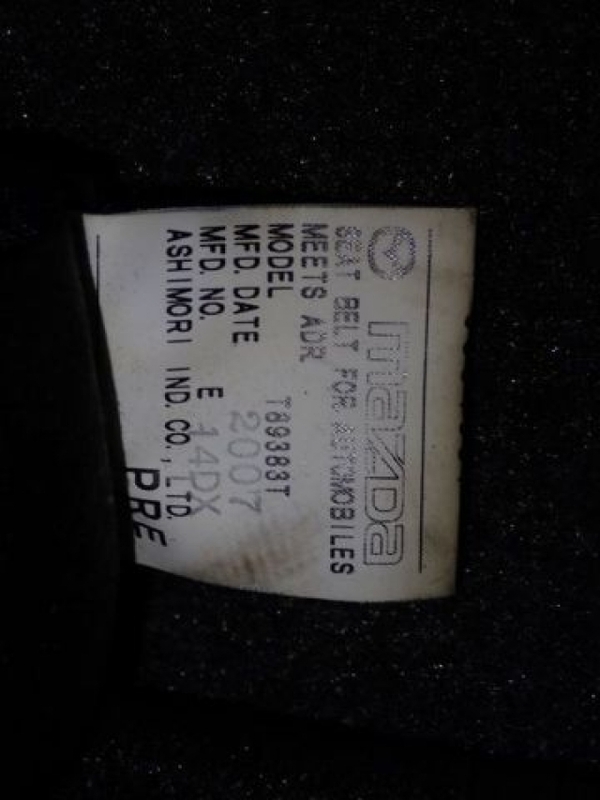 mazda
SEAT BELT FOR AUTOMOBILES
MEETS ADR
MODEL T89383T
MFD. DATE 2007
MFD. NO. E 14DX
ASHIMORI IND. CO., LTD.
PRE